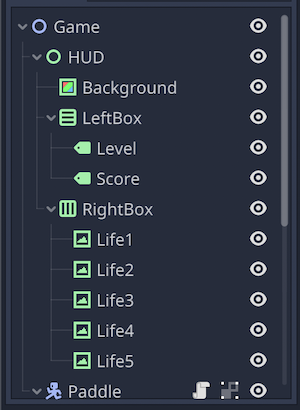 Game
HUD
Background
LeftBox
Level
Score
RightBox
Life1
Life2
Life3
Life4
Life5
Paddle